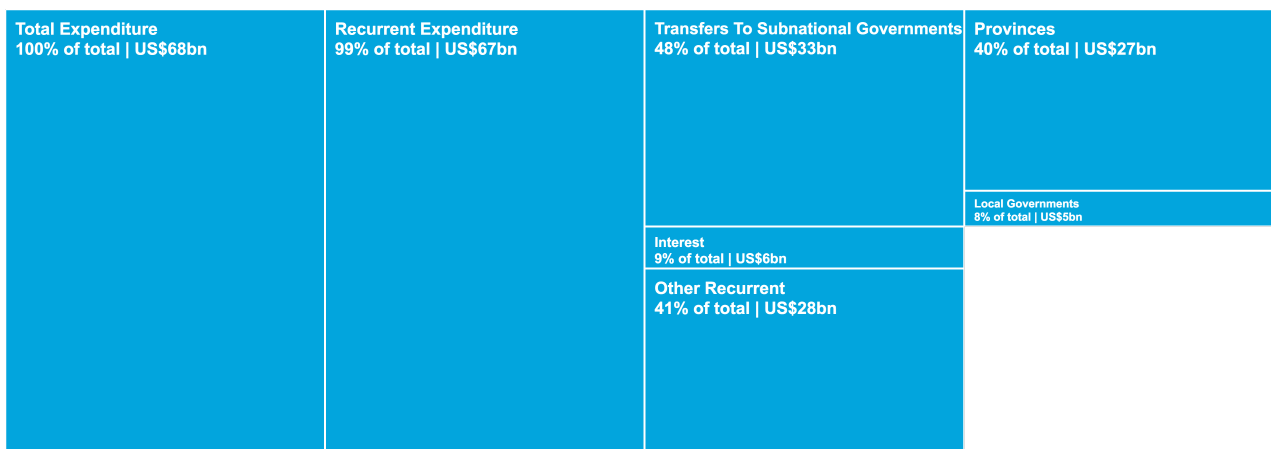 Total Expenditure
100% of total | US$68bn
Recurrent Expenditure
99% of total | US$67bn
Transfers To Subnational Governments
48% of total | US$33bn
Provinces
40% of total | US$27bn
Local Governments
8% of total | US$5bn
Interest
9% of total | US$6bn
Other Recurrent
41% of total | US$28bn